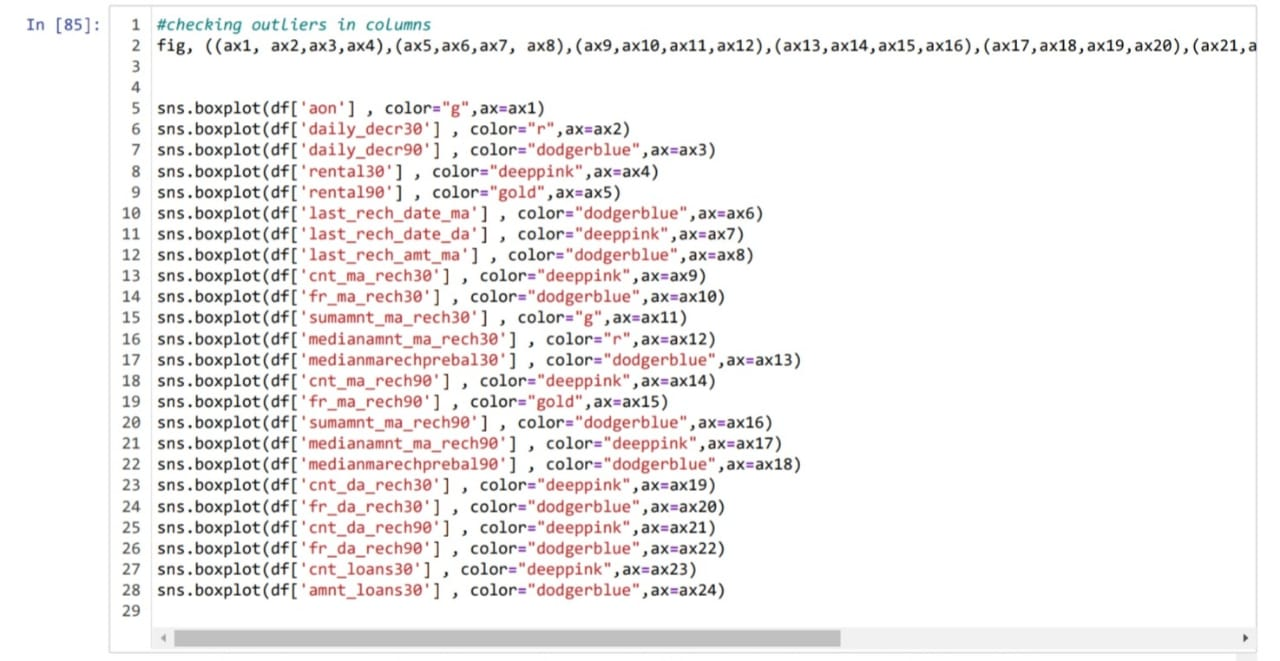 In [85]:
1 #checking outliers in columns
2 fig, ((ax1, ax2,ax3,ax4),(ax5,ax6,ax7, ax8),(ax9,ax10,ax11,ax12),(ax13,ax14,ax15,ax16),(ax17,ax18,ax19,ax20),(ax21,a
3
4
5 sns.boxplot(df['aon'] , color="g",ax=ax1)
6 sns.boxplot(df['daily_decr30'] , color="r",ax=ax2)
7 sns.boxplot(df['daily_decr90'] , color="dodgerblue",ax=ax3)
8 sns.boxplot(df['rental30'] , color="deeppink",ax=ax4)
9 sns.boxplot(df['rental90'] , color="gold",ax=ax5)
10 sns.boxplot(df['last_rech_date_ma'] , color="dodgerblue",ax=ax6)
11 sns.boxplot(df['last_rech_date_da'] , color="deeppink",ax=ax7)
12 sns.boxplot(df['last_rech_amt_ma'] , color="dodgerblue",ax=ax8)
13 sns.boxplot(df['cnt_ma_rech30'] , color="deeppink",ax=ax9)
14 sns.boxplot(df['fr_ma_rech30'] , color="dodgerblue",ax=ax10)
15 sns.boxplot(df['sumamnt_ma_rech30'] , color="g",ax=ax11)
16 sns.boxplot(df['medianamnt_ma_rech30'] , color="r",ax=ax12)
17 sns.boxplot(df['medianmarechprebal30'] , color="dodgerblue",ax=ax13)
18 sns.boxplot(df['cnt_ma_rech90'] , color="deeppink",ax=ax14)
19 sns.boxplot(df['fr_ma_rech90'] , color="gold",ax=ax15)
20 sns.boxplot(df['sumamnt_ma_rech90'] , color="dodgerblue",ax=ax16)
21 sns.boxplot(df['medianamnt_ma_rech90'] , color="deeppink",ax=ax17)
22 sns.boxplot(df['medianmarechprebal90'] , color="dodgerblue",ax=ax18)
23 sns.boxplot(df['cnt_da_rech30'] , color="deeppink",ax=ax19)
24 sns.boxplot(df['fr_da_rech30'] , color="dodgerblue",ax=ax20)
25 sns.boxplot(df['cnt_da_rech90'] , color="deeppink",ax=ax21)
26 sns.boxplot(df['fr_da_rech90'] , color="dodgerblue",ax=ax22)
27 sns.boxplot(df['cnt_loans30'] , color="deeppink",ax=ax23)
28 sns.boxplot(df['amnt_loans30'] , color="dodgerblue",ax=ax24)
29